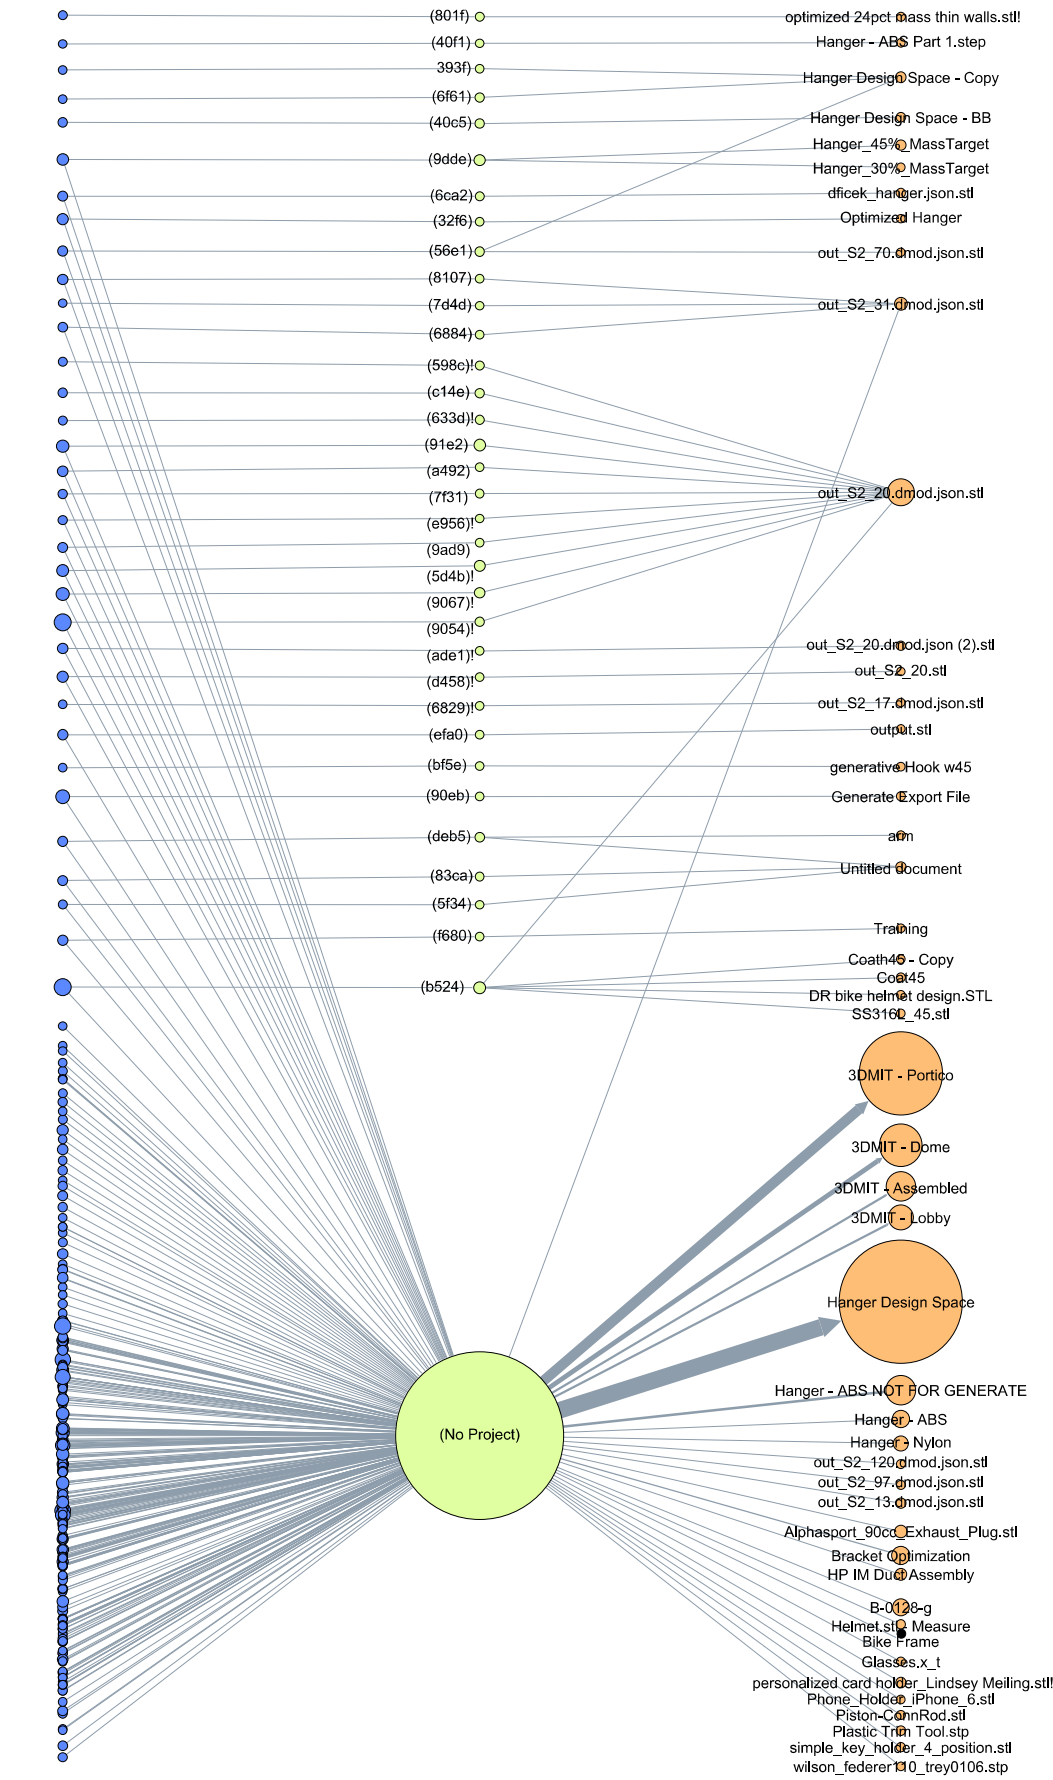 (801f)
optimized 24pct mass thin walls.stl!
(40f1)
Hanger - ABS Part 1.step
393f)
Hanger Design Space - Copy
(6f61)
(40c5)
Hanger Design Space - BB
Hanger_45%_MassTarget
(9dde)
Hanger_30%_MassTarget
(6ca2)
dficek_hanger.json.stl
(32f6)
Optimized Hanger
(56e1)
out_S2_70.dmod.json.stl
(8107)
(7d4d)
out_S2_31.dmod.json.stl
(6884)
(598c)!
(c14e)
(633d)!
(91e2)
(a492)
(7f31)
out_S2_20.dmod.json.stl
(e956)!
(9ad9)
(5d4b)!
(9067)!
(9054)!
(ade1)!
out_S2_20.dmod.json (2).stl
(d458)!
out_S2_20.stl
(6829)!
out_S2_17.dmod.json.stl
(efa0)
output.stl
(bf5e)
generative Hook w45
(90eb)
Generate Export File
(deb5)
arm
(83ca)
Untitled document
(5f34)
(f680)
Training
Coath45 - Copy
Coat45
(b524)
DR bike helmet design.STL
SS316L_45.stl
3DMIT - Portico
3DMIT - Dome
3DMIT - Assembled
3DMIT - Lobby
Hanger Design Space
Hanger - ABS NOT FOR GENERATE
Hanger - ABS
(No Project)
Hanger - Nylon
out_S2_120.dmod.json.stl
out_S2_97.dmod.json.stl
out_S2_13.dmod.json.stl
Alphasport_90cc_Exhaust_Plug.stl
Bracket Optimization
HP IM Duct Assembly
B-0128-g
Helmet.stl - Measure
Bike Frame
Glasses.x_t
personalized card holder_Lindsey Meiling.stl!
Phone_Holder_iPhone_6.stl
Piston-ConnRod.stl
Plastic Trim Tool.stp
simple_key_holder_4_position.stl
wilson_federer110_trey0106.stp